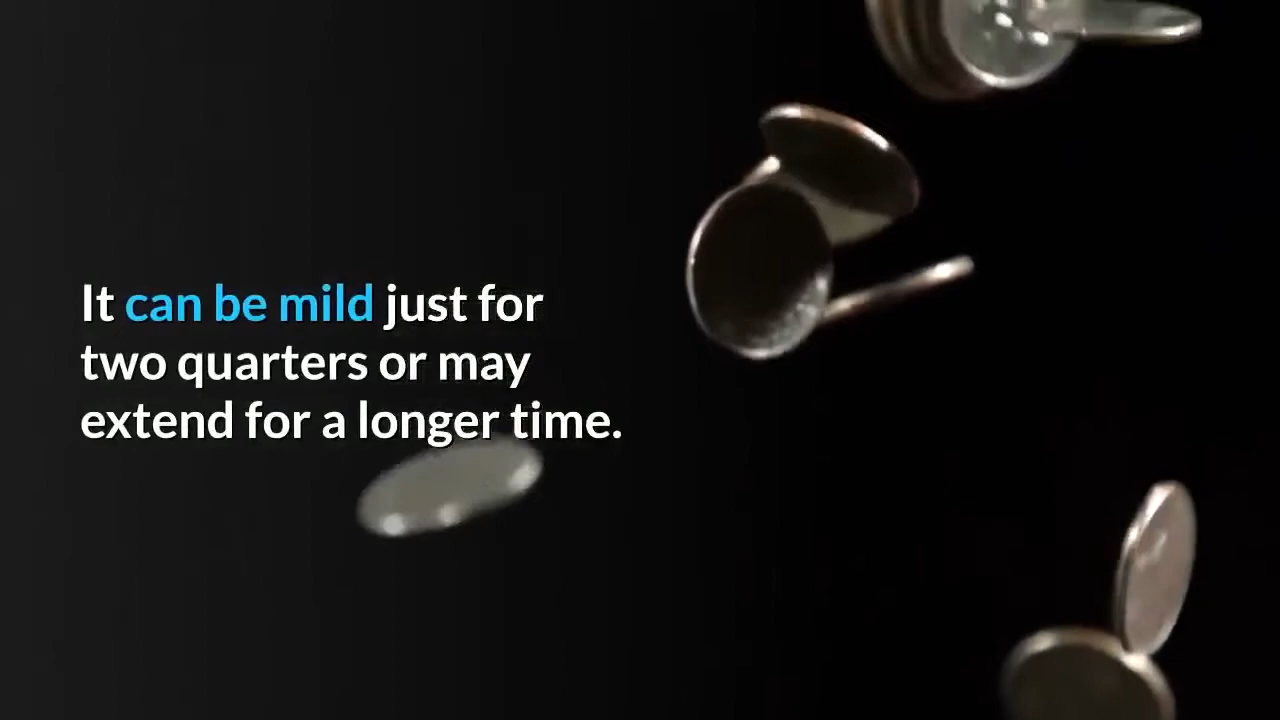 It can be mild just for
two quarters or may
extend for a longer time.